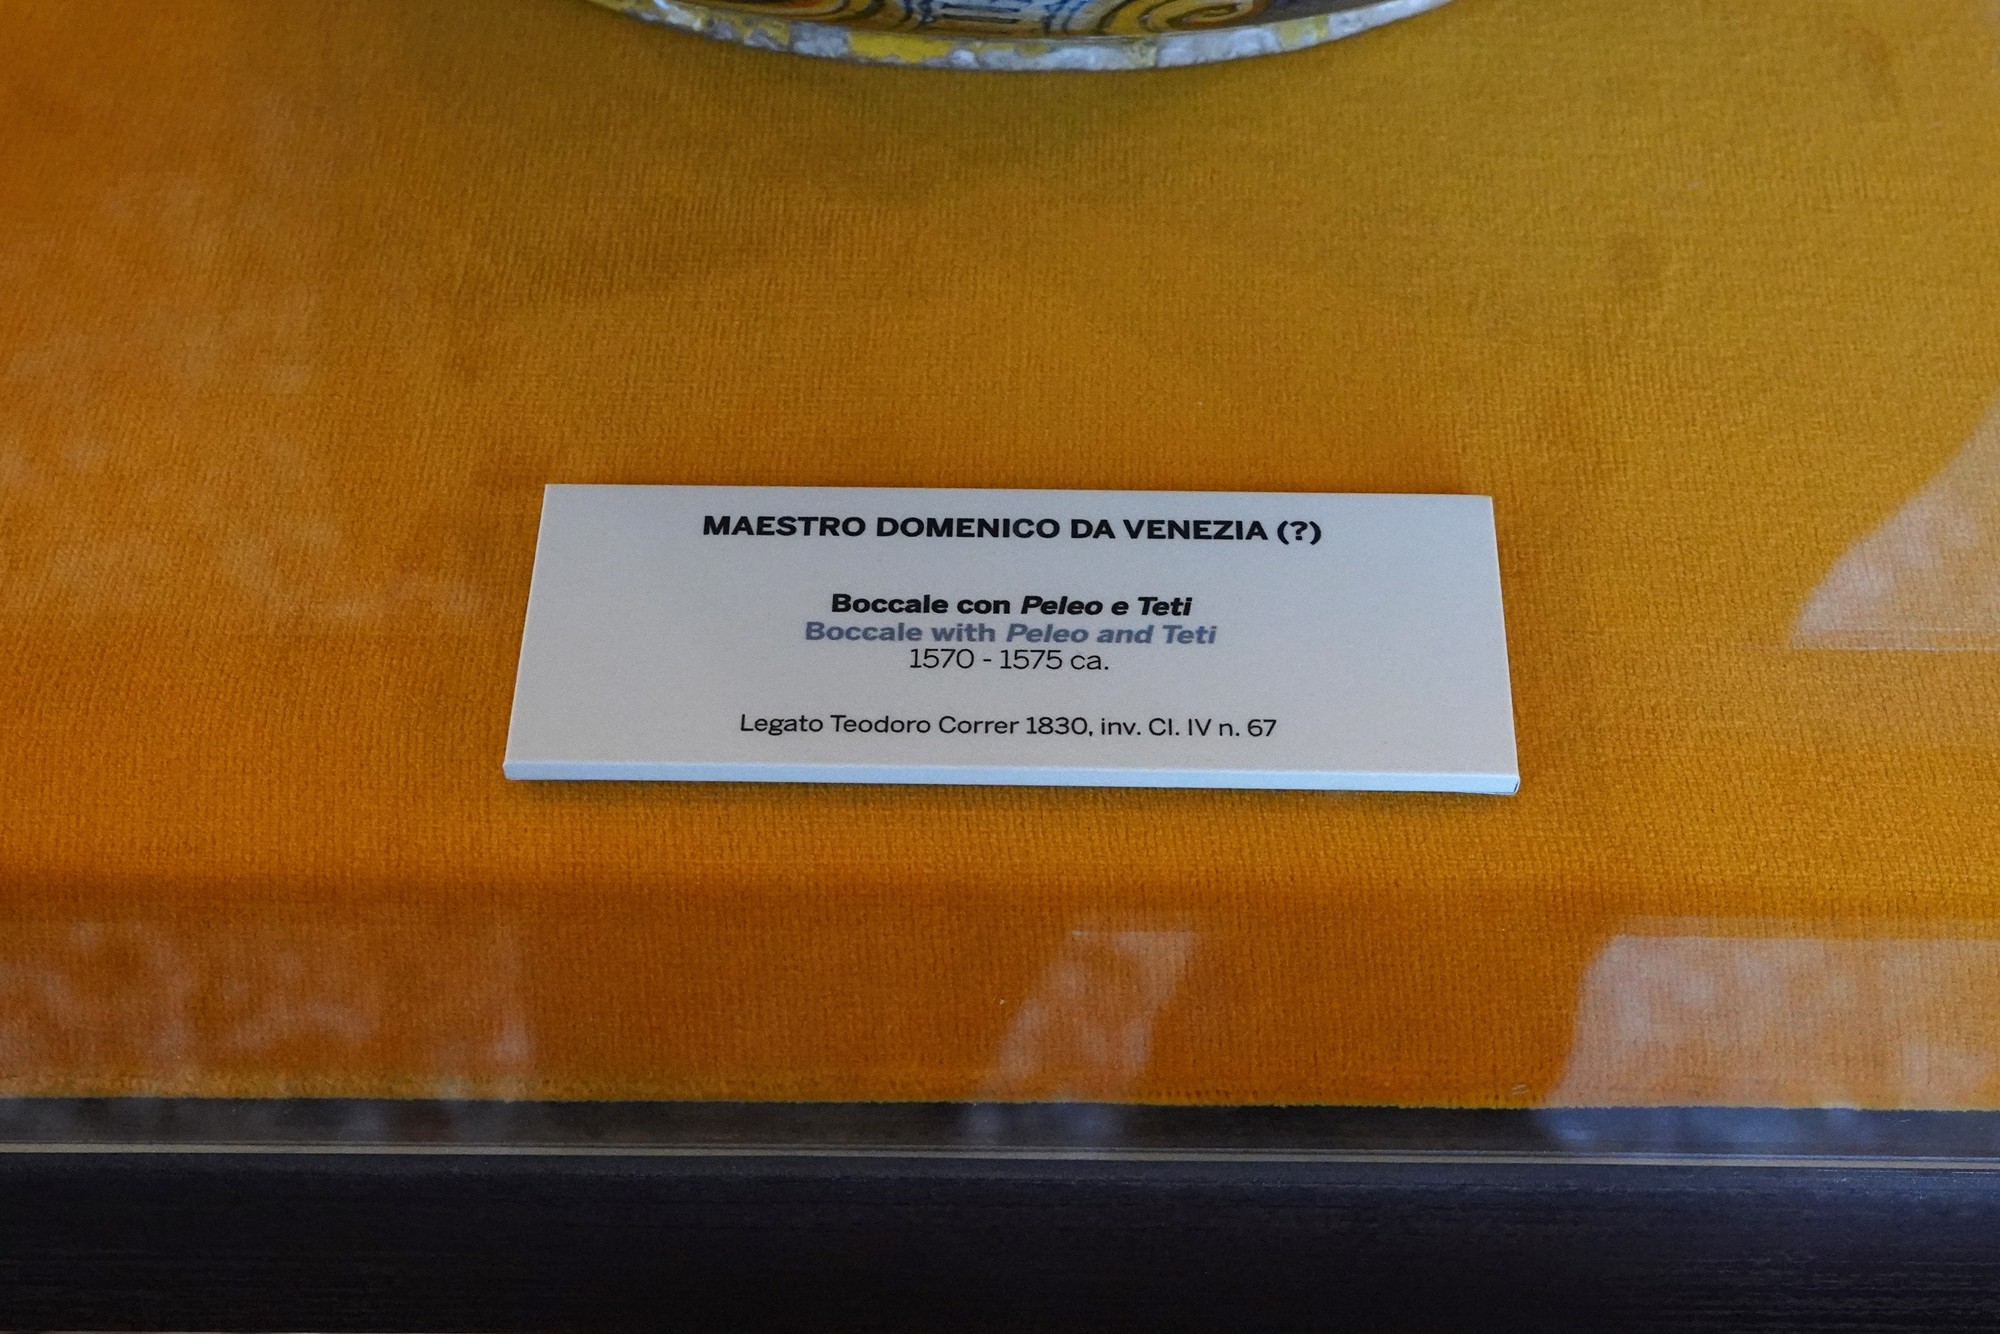 MAESTRO DOMENICO DA VENEZIA (?)
Boccale con Peleo e Teti
Boccale with Peleo and Teti
1570 - 1575 ca.
Legato Teodoro Correr 1830, inv. Cl. IV n. 67